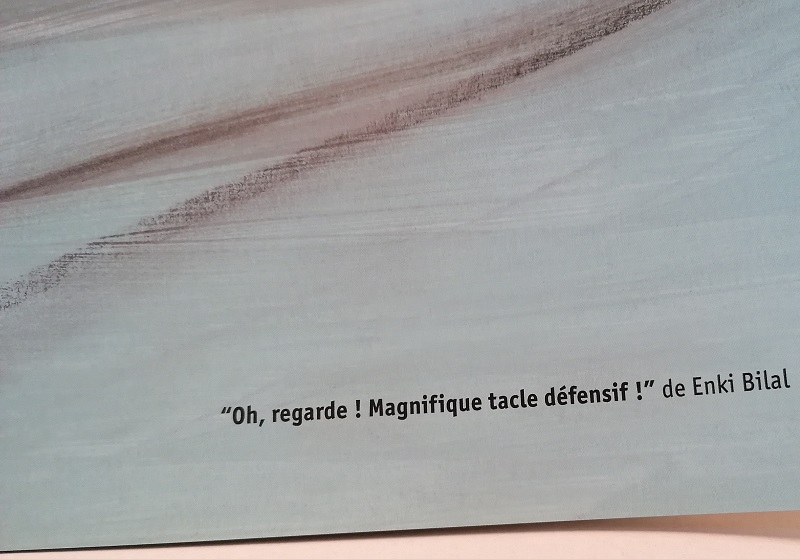 “Oh, regarde ! Magnifique tacle défensif !” de Enki Bilal